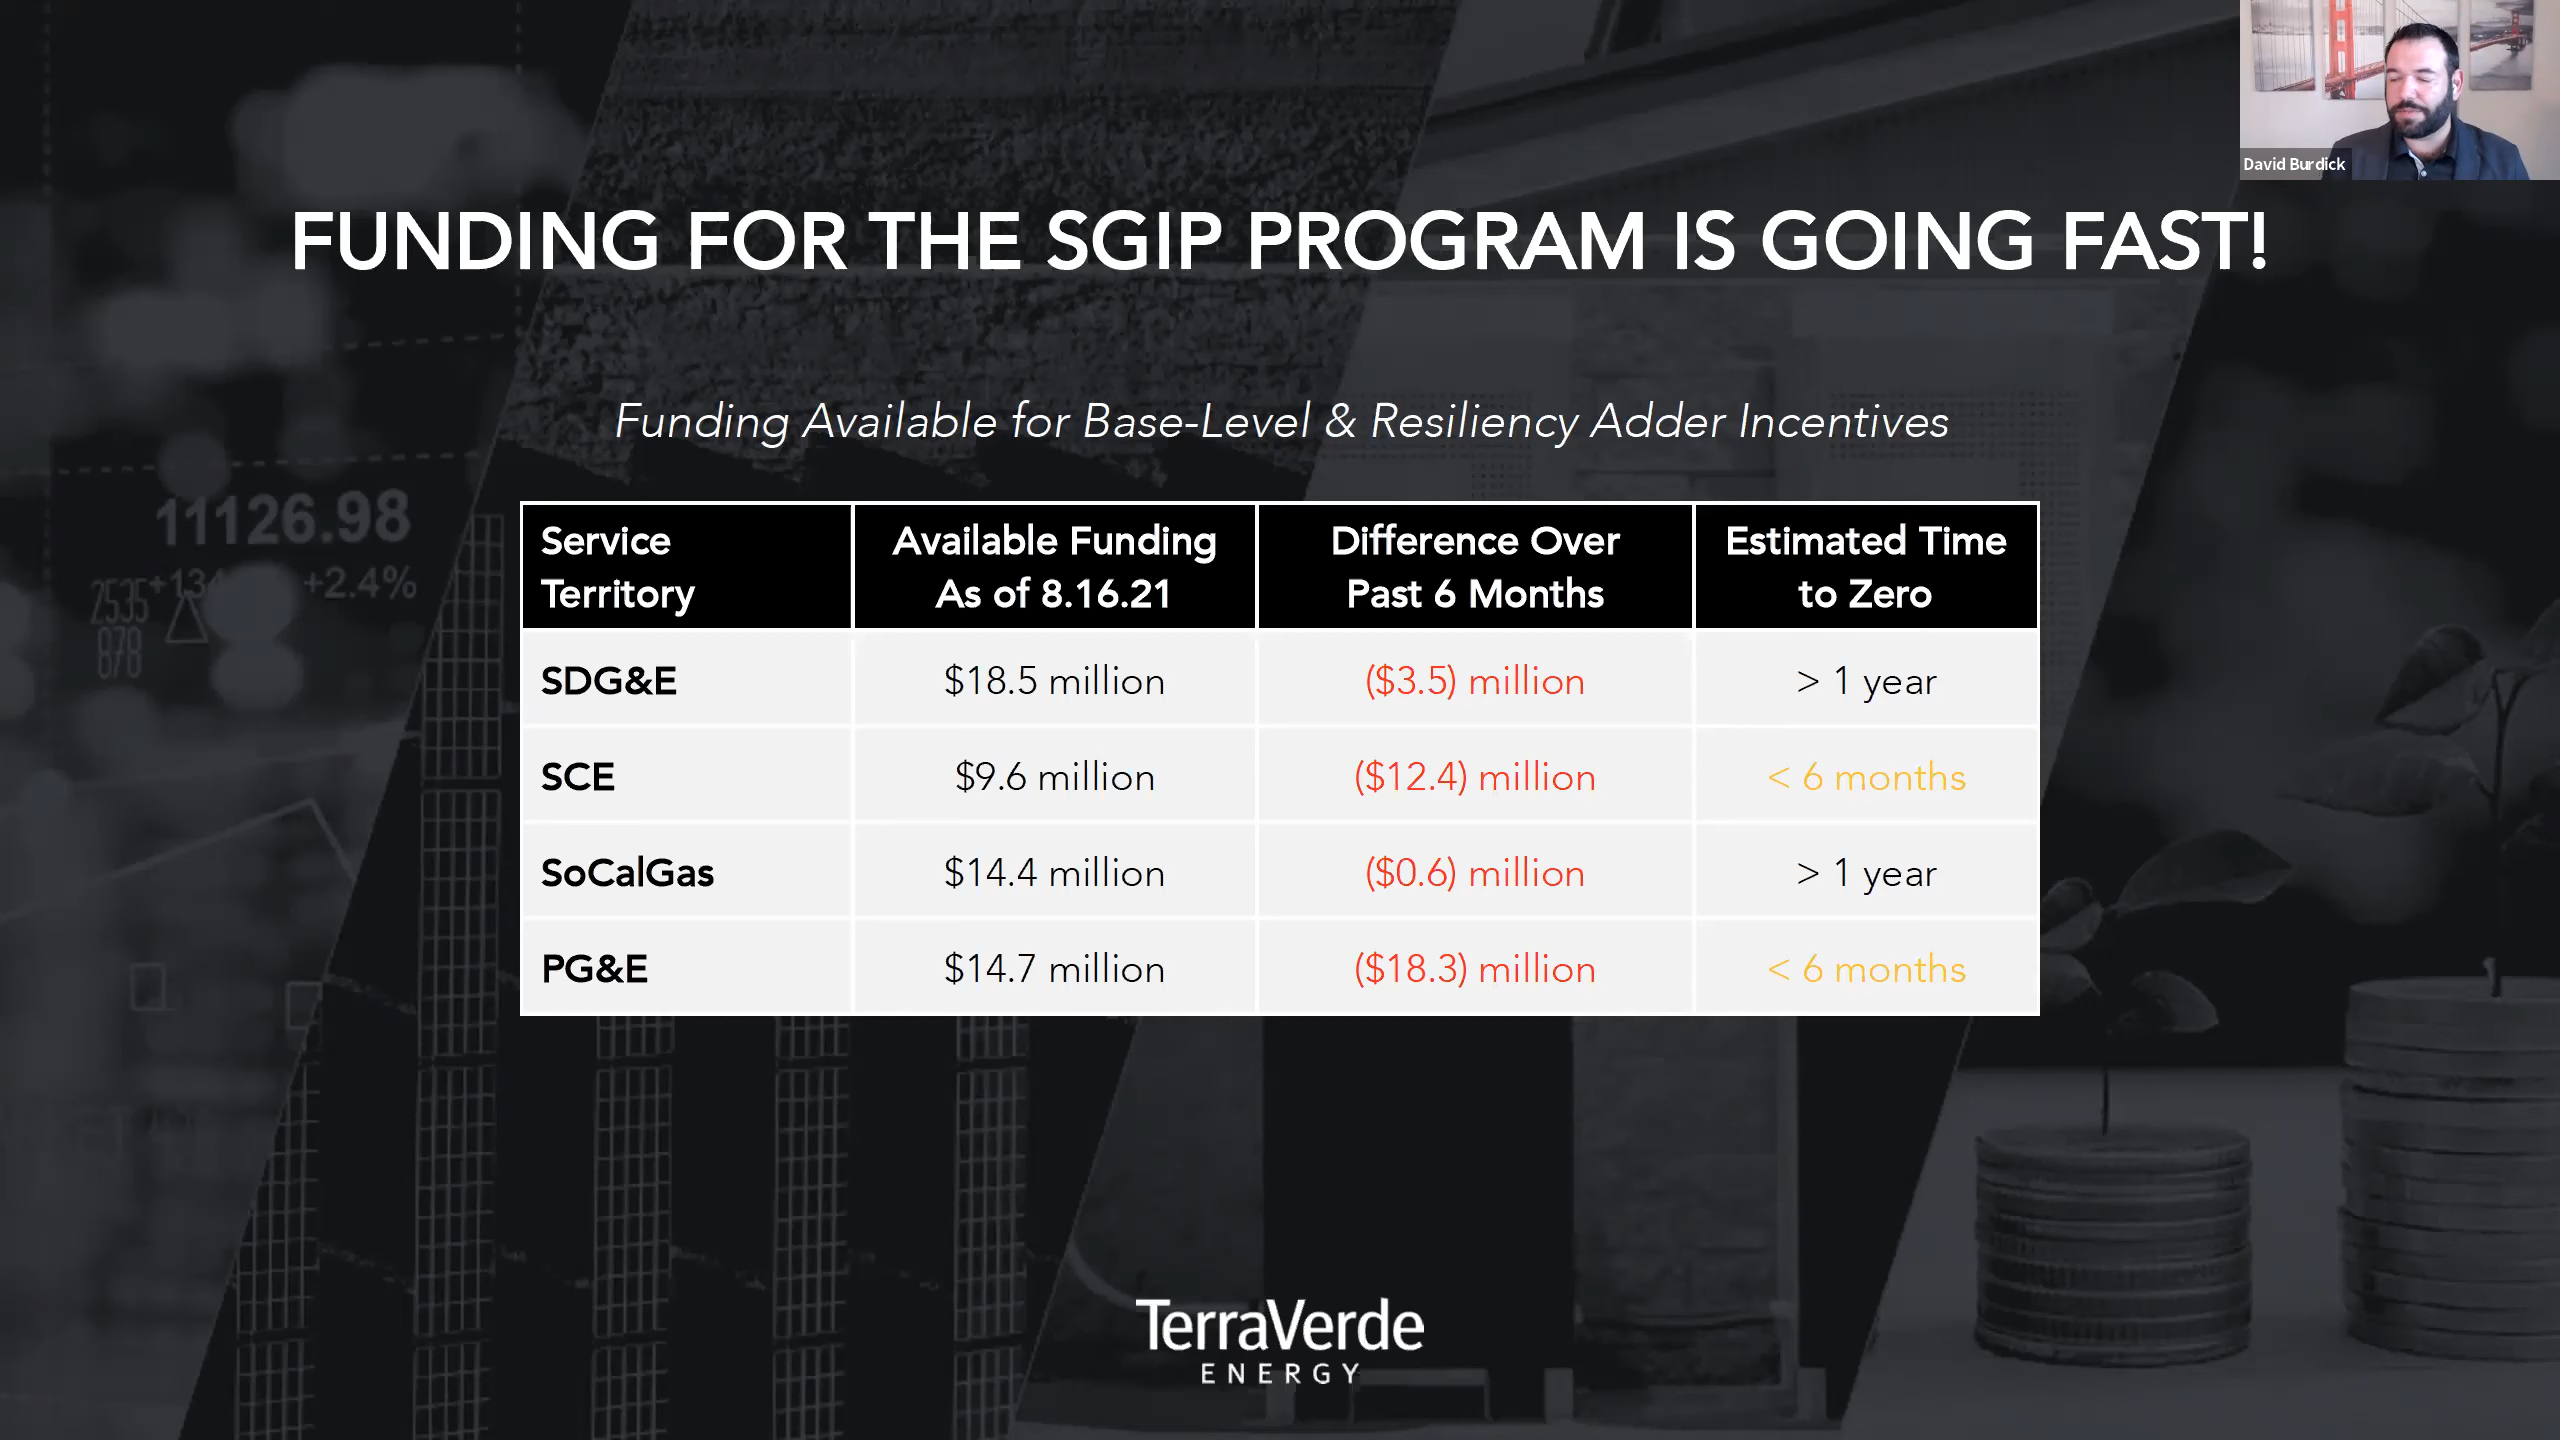 David Burdick
FUNDING FOR THE SGIP PROGRAM IS GOING FAST!
Funding Available for Base-Level & Resiliency Adder Incentives
11126.98
2535
+2.4%
878
Service Territory
Available Funding As of 8.16.21
Difference Over Past 6 Months
Estimated Time to Zero
SDG&E $18.5 million ($3.5) million > 1 year
SCE $9.6 million ($12.4) million < 6 months
SoCalGas $14.4 million ($0.6) million > 1 year
PG&E $14.7 million ($18.3) million < 6 months
TerraVerde
ENERGY